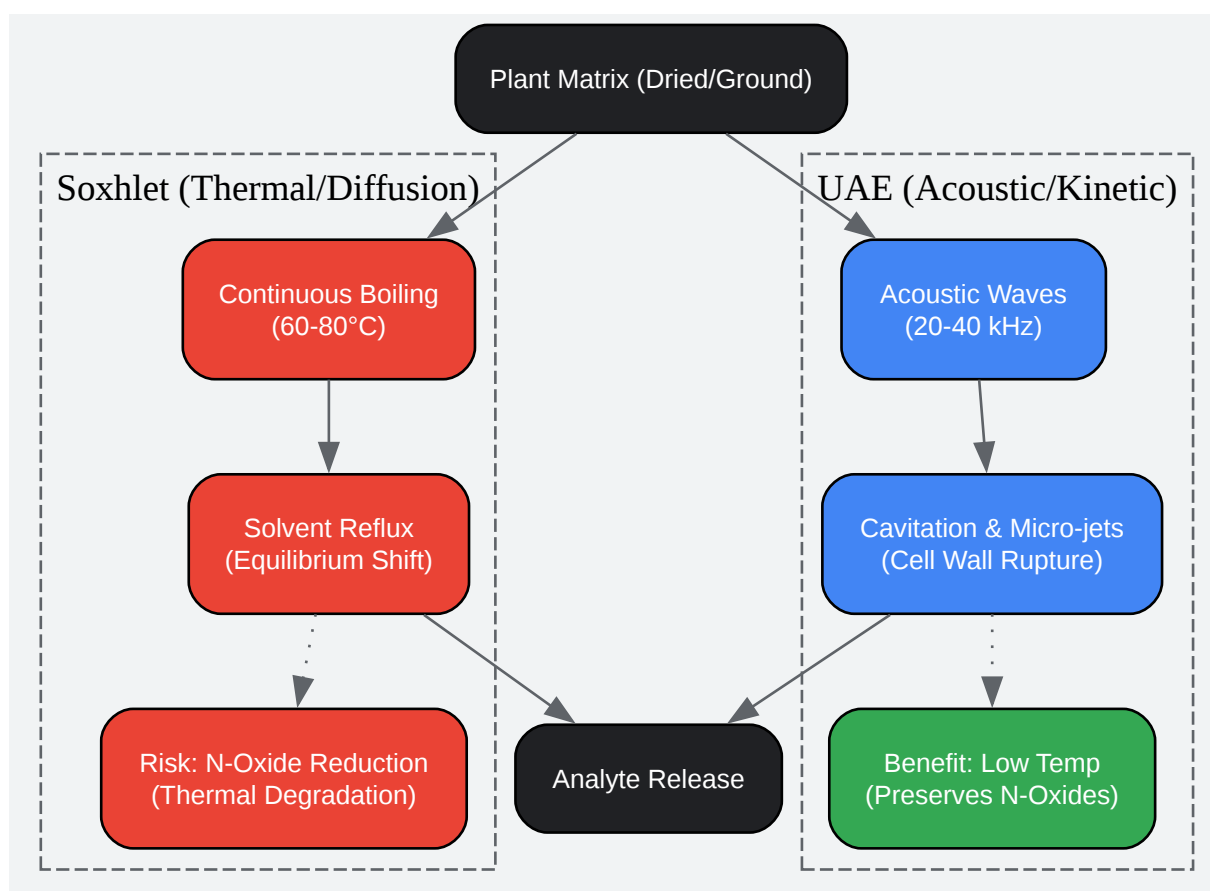 Plant Matrix (Dried/Ground)
Soxhlet (Thermal/Diffusion)
UAE (Acoustic/Kinetic)
Continuous Boiling
(60-80°C)
Acoustic Waves
(20-40 kHz)
Solvent Reflux
(Equilibrium Shift)
Cavitation & Micro-jets
(Cell Wall Rupture)
Risk: N-Oxide Reduction
(Thermal Degradation)
Analyte Release
Benefit: Low Temp
(Preserves N-Oxides)